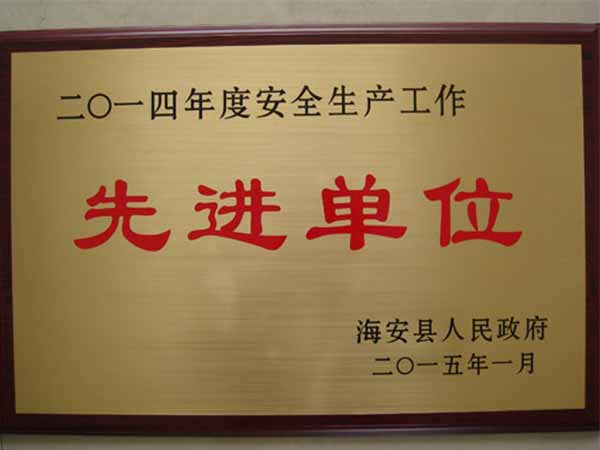 二〇一四年度安全生产工作
先进单位
海安县人民政府
二〇一五年一月